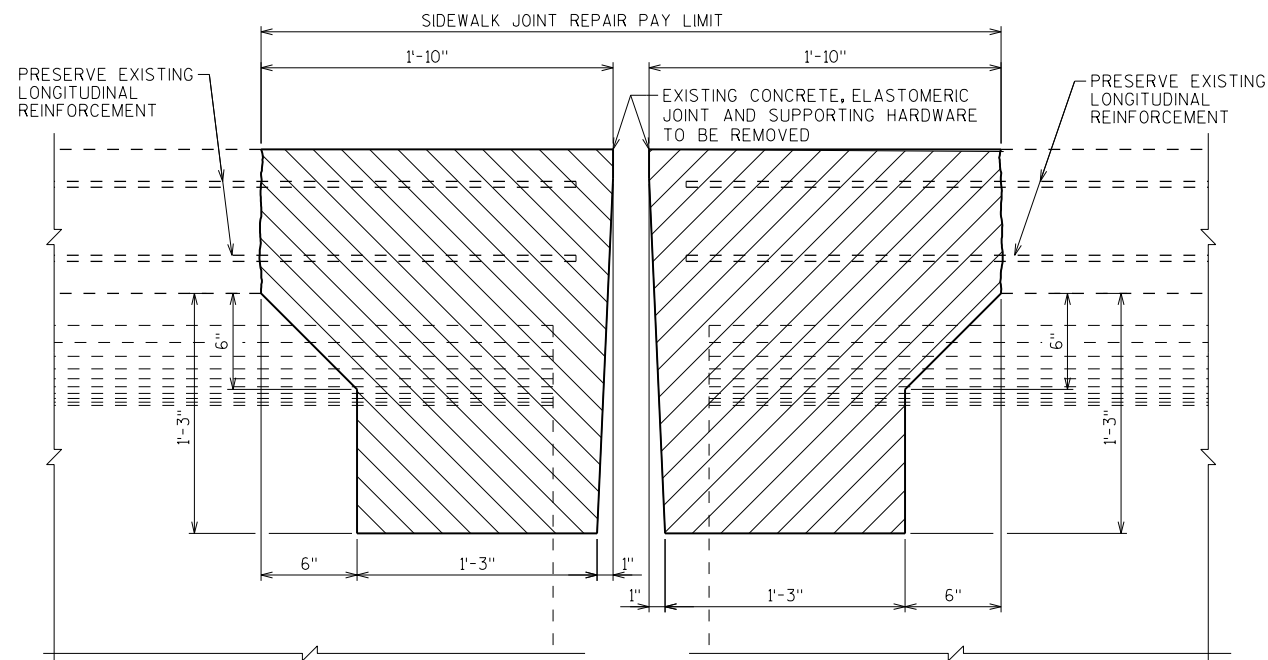 SIDEWALK JOINT REPAIR PAY LIMIT
1'-10"
1'-10"
PRESERVE EXISTING
LONGITUDINAL
REINFORCEMENT
EXISTING CONCRETE, ELASTOMERIC
JOINT AND SUPPORTING HARDWARE
TO BE REMOVED
PRESERVE EXISTING
LONGITUDINAL
REINFORCEMENT
6"
6"
1'-3"
1'-3"
6"
1'-3"
1"
1"
1'-3"
6"